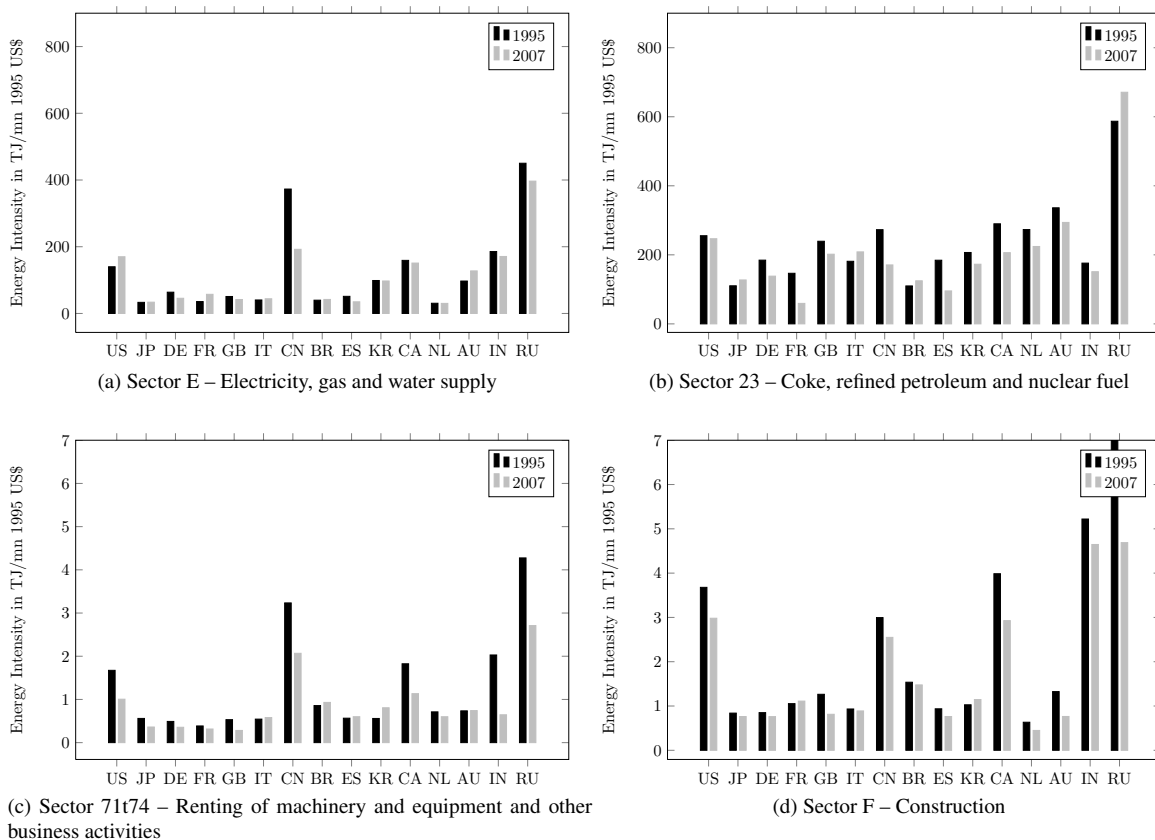 Energy Intensity in TJ/mn 1995 US$
800
600
400
200
0
1995
2007
US JP DE FR GB IT CN BR ES KR CA NL AU IN RU
(a) Sector E – Electricity, gas and water supply
Energy Intensity in TJ/mn 1995 US$
800
600
400
200
0
1995
2007
US JP DE FR GB IT CN BR ES KR CA NL AU IN RU
(b) Sector 23 – Coke, refined petroleum and nuclear fuel
Energy Intensity in TJ/mn 1995 US$
7
6
5
4
3
2
1
0
1995
2007
US JP DE FR GB IT CN BR ES KR CA NL AU IN RU
(c) Sector 71t74 – Renting of machinery and equipment and other
business activities
Energy Intensity in TJ/mn 1995 US$
7
6
5
4
3
2
1
0
1995
2007
US JP DE FR GB IT CN BR ES KR CA NL AU IN RU
(d) Sector F – Construction